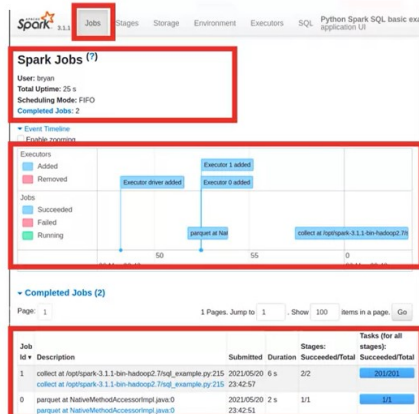 APACHE
Spark 3.1.1 Jobs Stages Storage Environment Executors SQL Python Spark SQL basic exa
application UI
Spark Jobs (?)
User: bryan
Total Uptime: 25 s
Scheduling Mode: FIFO
Completed Jobs: 2
Event Timeline
Enable zooming
Executors
Added
Removed
Executor 1 added
Executor driver added
Executor 0 added
Jobs
Succeeded
Failed
Running
parquet at Nat
collect at /opt/spark-3.1.1-bin-hadoop2.7/s
50 55 0
Completed Jobs (2)
Page: 1 1 Pages. Jump to 1 . Show 100 items in a page. Go
Job Id ▾ Description Submitted Duration Stages: Succeeded/Total Tasks (for all stages): Succeeded/Total
1 collect at /opt/spark-3.1.1-bin-hadoop2.7/sql_example.py:215 2021/05/20 6 s 2/2 201/201
collect at /opt/spark-3.1.1-bin-hadoop2.7/sql_example.py:215 23:42:57
0 parquet at NativeMethodAccessorImpl.java:0 2021/05/20 2 s 1/1 1/1
parquet at NativeMethodAccessorImpl.java:0 23:42:51